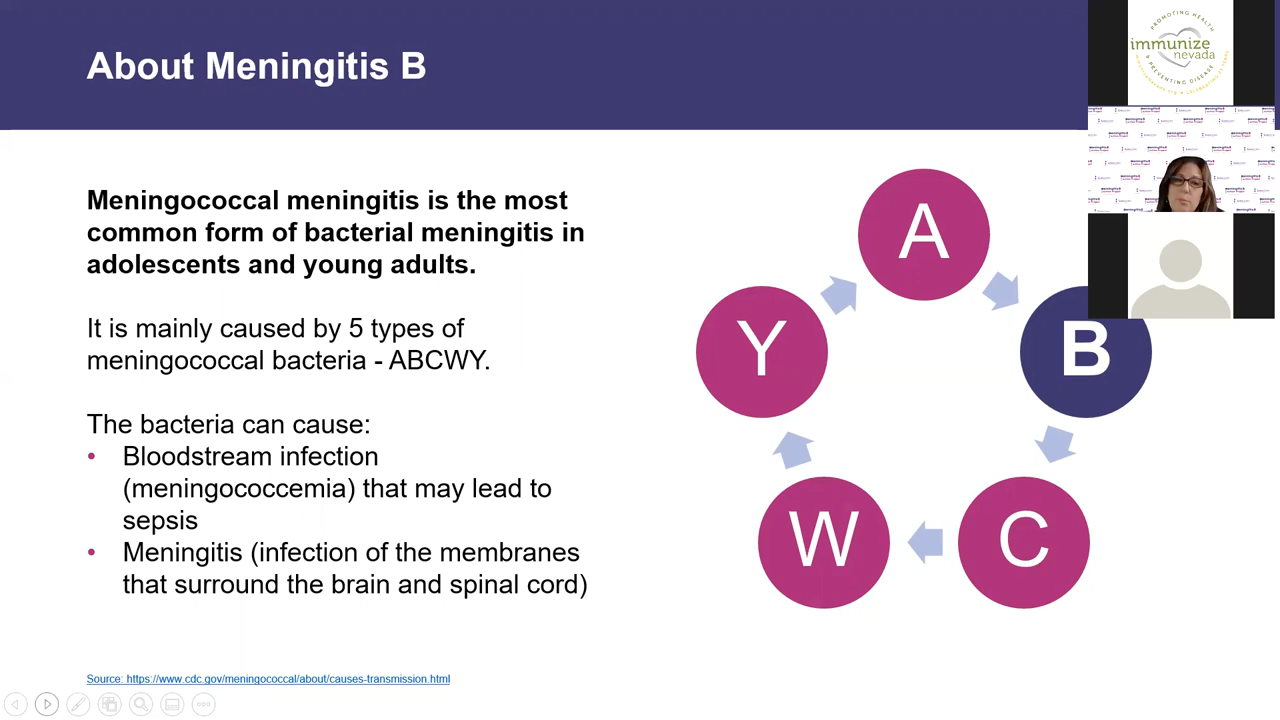 About Meningitis B
Meningococcal meningitis is the most
common form of bacterial meningitis in
adolescents and young adults.
It is mainly caused by 5 types of
meningococcal bacteria - ABCWY.
The bacteria can cause:
• Bloodstream infection
(meningococcemia) that may lead to
sepsis
• Meningitis (infection of the membranes
that surround the brain and spinal cord)
Source: https://www.cdc.gov/meningococcal/about/causes-transmission.html
A
B
C
W
Y
PROMOTING HEALTH
immunize
nevada
& PREVENTING DISEASE